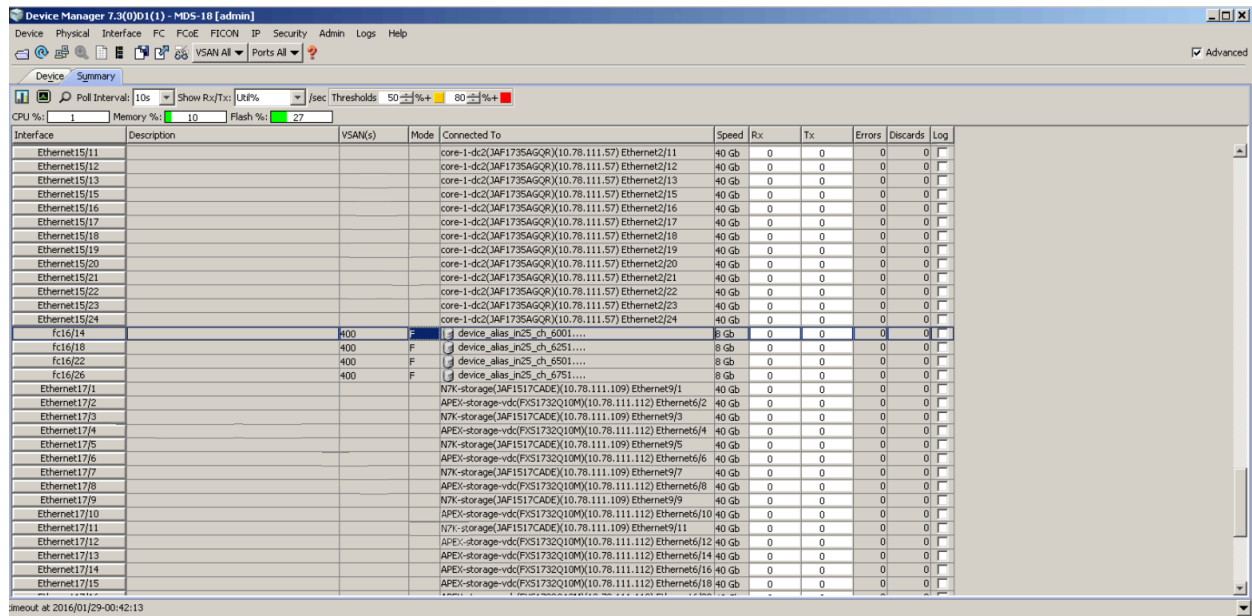 Device Manager 7.3(0)D1(1) - MDS-18 [admin]
Device Physical Interface FC FCoE FICON IP Security Admin Logs Help
VSAN All Ports All ? Advanced
Device Summary
Poll Interval: 10s Show Rx/Tx: Util% /sec Thresholds 50 %+ 80 %+
CPU %: 1 Memory %: 10 Flash %: 27
Interface Description VSAN(s) Mode Connected To Speed Rx Tx Errors Discards Log
Ethernet15/11 core-1-dc2(JAF1735AGQR)(10.78.111.57) Ethernet2/11 40 Gb 0 0 0 0
Ethernet15/12 core-1-dc2(JAF1735AGQR)(10.78.111.57) Ethernet2/12 40 Gb 0 0 0 0
Ethernet15/13 core-1-dc2(JAF1735AGQR)(10.78.111.57) Ethernet2/13 40 Gb 0 0 0 0
Ethernet15/15 core-1-dc2(JAF1735AGQR)(10.78.111.57) Ethernet2/15 40 Gb 0 0 0 0
Ethernet15/16 core-1-dc2(JAF1735AGQR)(10.78.111.57) Ethernet2/16 40 Gb 0 0 0 0
Ethernet15/17 core-1-dc2(JAF1735AGQR)(10.78.111.57) Ethernet2/17 40 Gb 0 0 0 0
Ethernet15/18 core-1-dc2(JAF1735AGQR)(10.78.111.57) Ethernet2/18 40 Gb 0 0 0 0
Ethernet15/19 core-1-dc2(JAF1735AGQR)(10.78.111.57) Ethernet2/19 40 Gb 0 0 0 0
Ethernet15/20 core-1-dc2(JAF1735AGQR)(10.78.111.57) Ethernet2/20 40 Gb 0 0 0 0
Ethernet15/21 core-1-dc2(JAF1735AGQR)(10.78.111.57) Ethernet2/21 40 Gb 0 0 0 0
Ethernet15/22 core-1-dc2(JAF1735AGQR)(10.78.111.57) Ethernet2/22 40 Gb 0 0 0 0
Ethernet15/23 core-1-dc2(JAF1735AGQR)(10.78.111.57) Ethernet2/23 40 Gb 0 0 0 0
Ethernet15/24 core-1-dc2(JAF1735AGQR)(10.78.111.57) Ethernet2/24 40 Gb 0 0 0 0
fc16/14 400 F device_alias_in25_ch_6001.... 8 Gb 0 0 0 0
fc16/18 400 F device_alias_in25_ch_6251.... 8 Gb 0 0 0 0
fc16/22 400 F device_alias_in25_ch_6501.... 8 Gb 0 0 0 0
fc16/26 400 F device_alias_in25_ch_6751.... 8 Gb 0 0 0 0
Ethernet17/1 N7K-storage(JAF1517CADE)(10.78.111.109) Ethernet9/1 40 Gb 0 0 0 0
Ethernet17/2 APEX-storage-vdc(FXS1732Q10M)(10.78.111.112) Ethernet6/2 40 Gb 0 0 0 0
Ethernet17/3 N7K-storage(JAF1517CADE)(10.78.111.109) Ethernet9/3 40 Gb 0 0 0 0
Ethernet17/4 APEX-storage-vdc(FXS1732Q10M)(10.78.111.112) Ethernet6/4 40 Gb 0 0 0 0
Ethernet17/5 N7K-storage(JAF1517CADE)(10.78.111.109) Ethernet9/5 40 Gb 0 0 0 0
Ethernet17/6 APEX-storage-vdc(FXS1732Q10M)(10.78.111.112) Ethernet6/6 40 Gb 0 0 0 0
Ethernet17/7 N7K-storage(JAF1517CADE)(10.78.111.109) Ethernet9/7 40 Gb 0 0 0 0
Ethernet17/8 APEX-storage-vdc(FXS1732Q10M)(10.78.111.112) Ethernet6/8 40 Gb 0 0 0 0
Ethernet17/9 N7K-storage(JAF1517CADE)(10.78.111.109) Ethernet9/9 40 Gb 0 0 0 0
Ethernet17/10 APEX-storage-vdc(FXS1732Q10M)(10.78.111.112) Ethernet6/10 40 Gb 0 0 0 0
Ethernet17/11 N7K-storage(JAF1517CADE)(10.78.111.109) Ethernet9/11 40 Gb 0 0 0 0
Ethernet17/12 APEX-storage-vdc(FXS1732Q10M)(10.78.111.112) Ethernet6/12 40 Gb 0 0 0 0
Ethernet17/13 APEX-storage-vdc(FXS1732Q10M)(10.78.111.112) Ethernet6/14 40 Gb 0 0 0 0
Ethernet17/14 APEX-storage-vdc(FXS1732Q10M)(10.78.111.112) Ethernet6/16 40 Gb 0 0 0 0
Ethernet17/15 APEX-storage-vdc(FXS1732Q10M)(10.78.111.112) Ethernet6/18 40 Gb 0 0 0 0
timeout at 2016/01/29-00:42:13